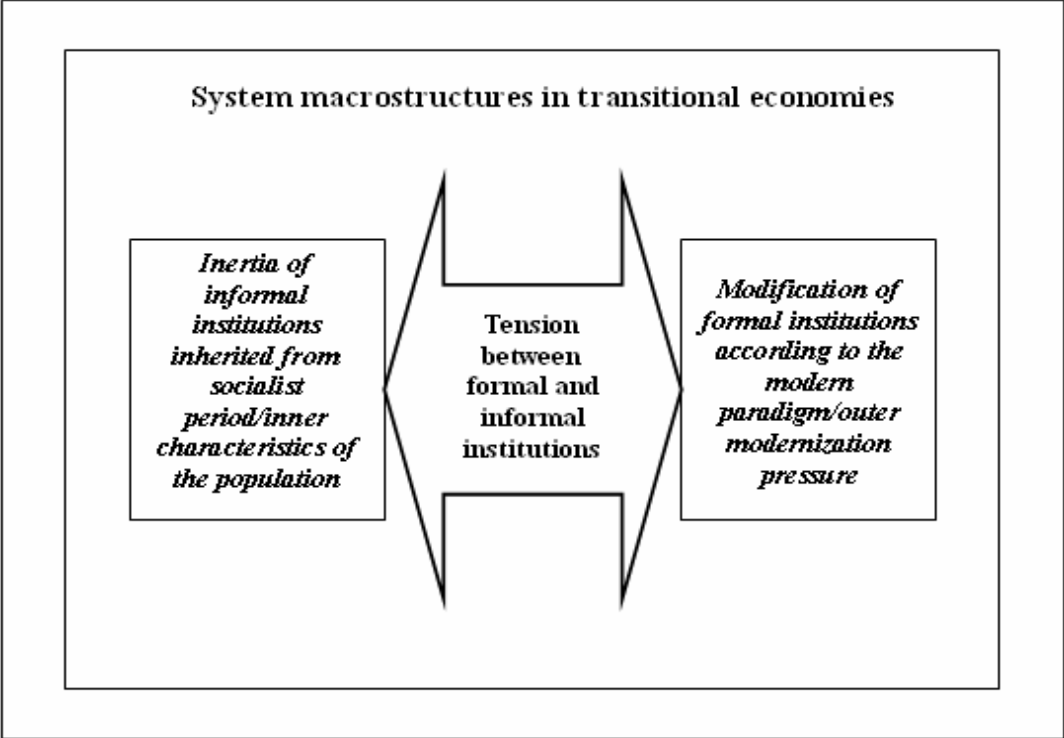 System macrostructures in transitional economies
Inertia of
informal
institutions
inherited from
socialist
period/inner
characteristics of
the population
Tension
between
formal and
informal
institutions
Modification of
formal institutions
according to the
modern
paradigm/outer
modernization
pressure